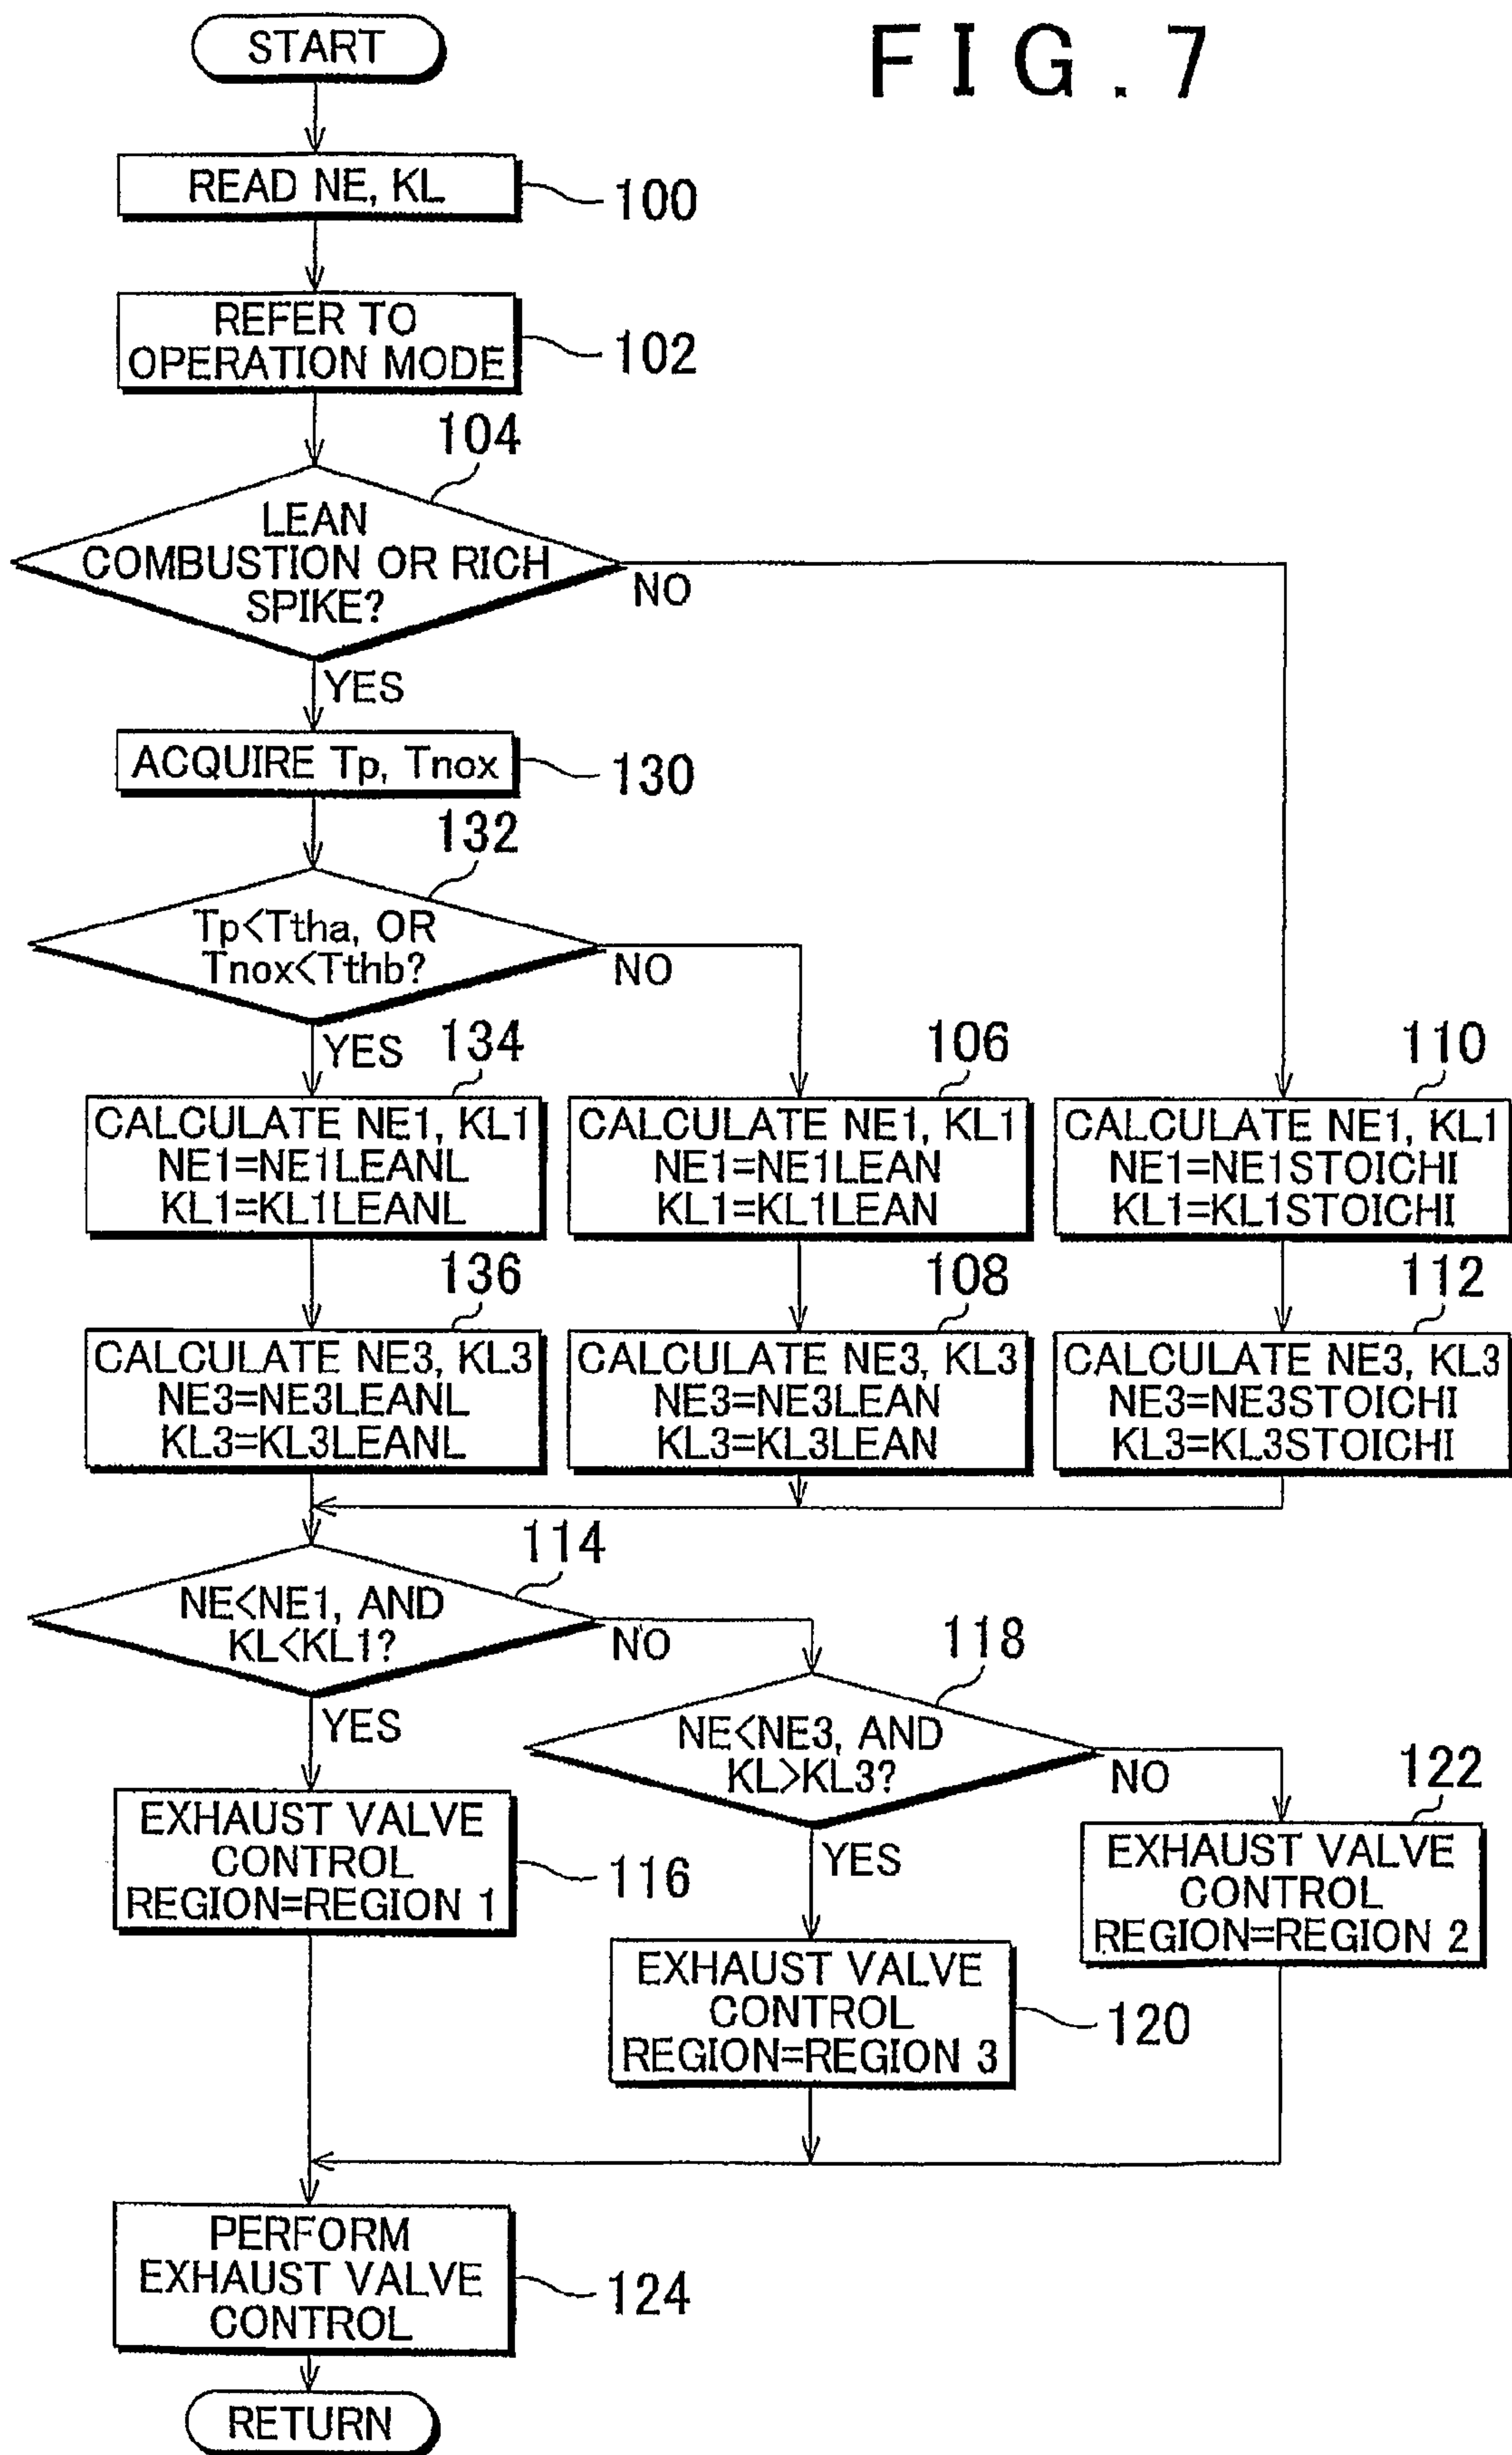 FIG. 7
START
READ NE, KL
100
REFER TO
OPERATION MODE
102
104
LEAN
COMBUSTION OR RICH
SPIKE?
NO
YES
ACQUIRE Tp, Tnox
130
132
Tp<Ttha, OR
Tnox<Tthb?
NO
YES
134
CALCULATE NE1, KL1
NE1=NE1LEANL
KL1=KL1LEANL
106
CALCULATE NE1, KL1
NE1=NE1LEAN
KL1=KL1LEAN
110
CALCULATE NE1, KL1
NE1=NE1STOICHI
KL1=KL1STOICHI
136
CALCULATE NE3, KL3
NE3=NE3LEANL
KL3=KL3LEANL
108
CALCULATE NE3, KL3
NE3=NE3LEAN
KL3=KL3LEAN
112
CALCULATE NE3, KL3
NE3=NE3STOICHI
KL3=KL3STOICHI
114
NE<NE1, AND
KL<KL1?
NO
YES
118
NE<NE3, AND
KL>KL3?
NO
YES
EXHAUST VALVE
CONTROL
REGION=REGION 1
116
122
EXHAUST VALVE
CONTROL
REGION=REGION 2
EXHAUST VALVE
CONTROL
REGION=REGION 3
120
PERFORM
EXHAUST VALVE
CONTROL
124
RETURN